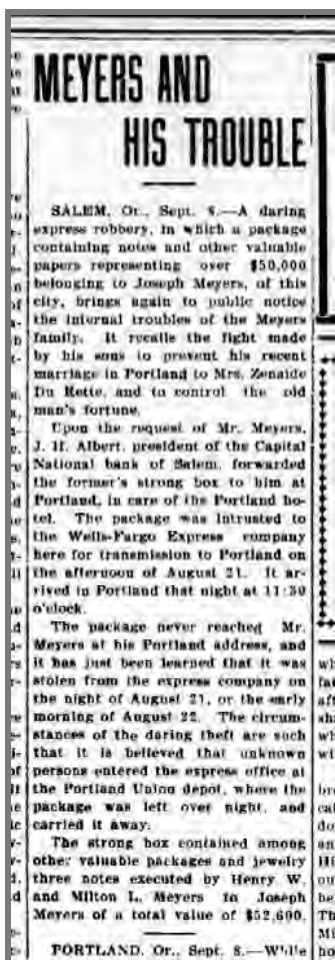 MEYERS AND
HIS TROUBLE
SALEM, Or., Sept. 8.—A daring
express robbery, in which a package
containing notes and other valuable
papers representing over $50,000
belonging to Joseph Meyers, of this
city, brings again to public notice
the internal troubles of the Meyers
family. It recalls the fight made
by his sons to prevent his recent
marriage in Portland to Mrs. Zenaide
Du Rette, and to control the old
man's fortune.
Upon the request of Mr. Meyers,
J. H. Albert, president of the Capital
National bank of Salem, forwarded
the former's strong box to him at
Portland, in care of the Portland ho-
tel. The package was intrusted to
the Wells-Fargo Express company
here for transmission to Portland on
the afternoon of August 21. It ar-
rived in Portland that night at 11:30
o'clock.
The package never reached Mr.
Meyers at his Portland address, and
it has just been learned that it was
stolen from the express company on
the night of August 21, or the early
morning of August 22. The circum-
stances of the daring theft are such
that it is believed that unknown
persons entered the express office at
the Portland Union depot, where the
package was left over night, and
carried it away.
The strong box contained among
other valuable packages and jewelry
three notes executed by Henry W.
and Milton L. Meyers to Joseph
Meyers of a total value of $52,600.
PORTLAND, Or., Sept. 8.—While